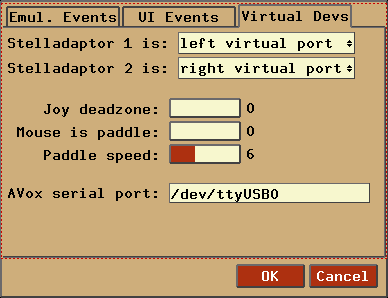 Emul. Events UI Events Virtual Devs
Stelladaptor 1 is: left virtual port
Stelladaptor 2 is: right virtual port
Joy deadzone: 0
Mouse is paddle: 0
Paddle speed: 6
AVox serial port: /dev/ttyUSB0
OK Cancel